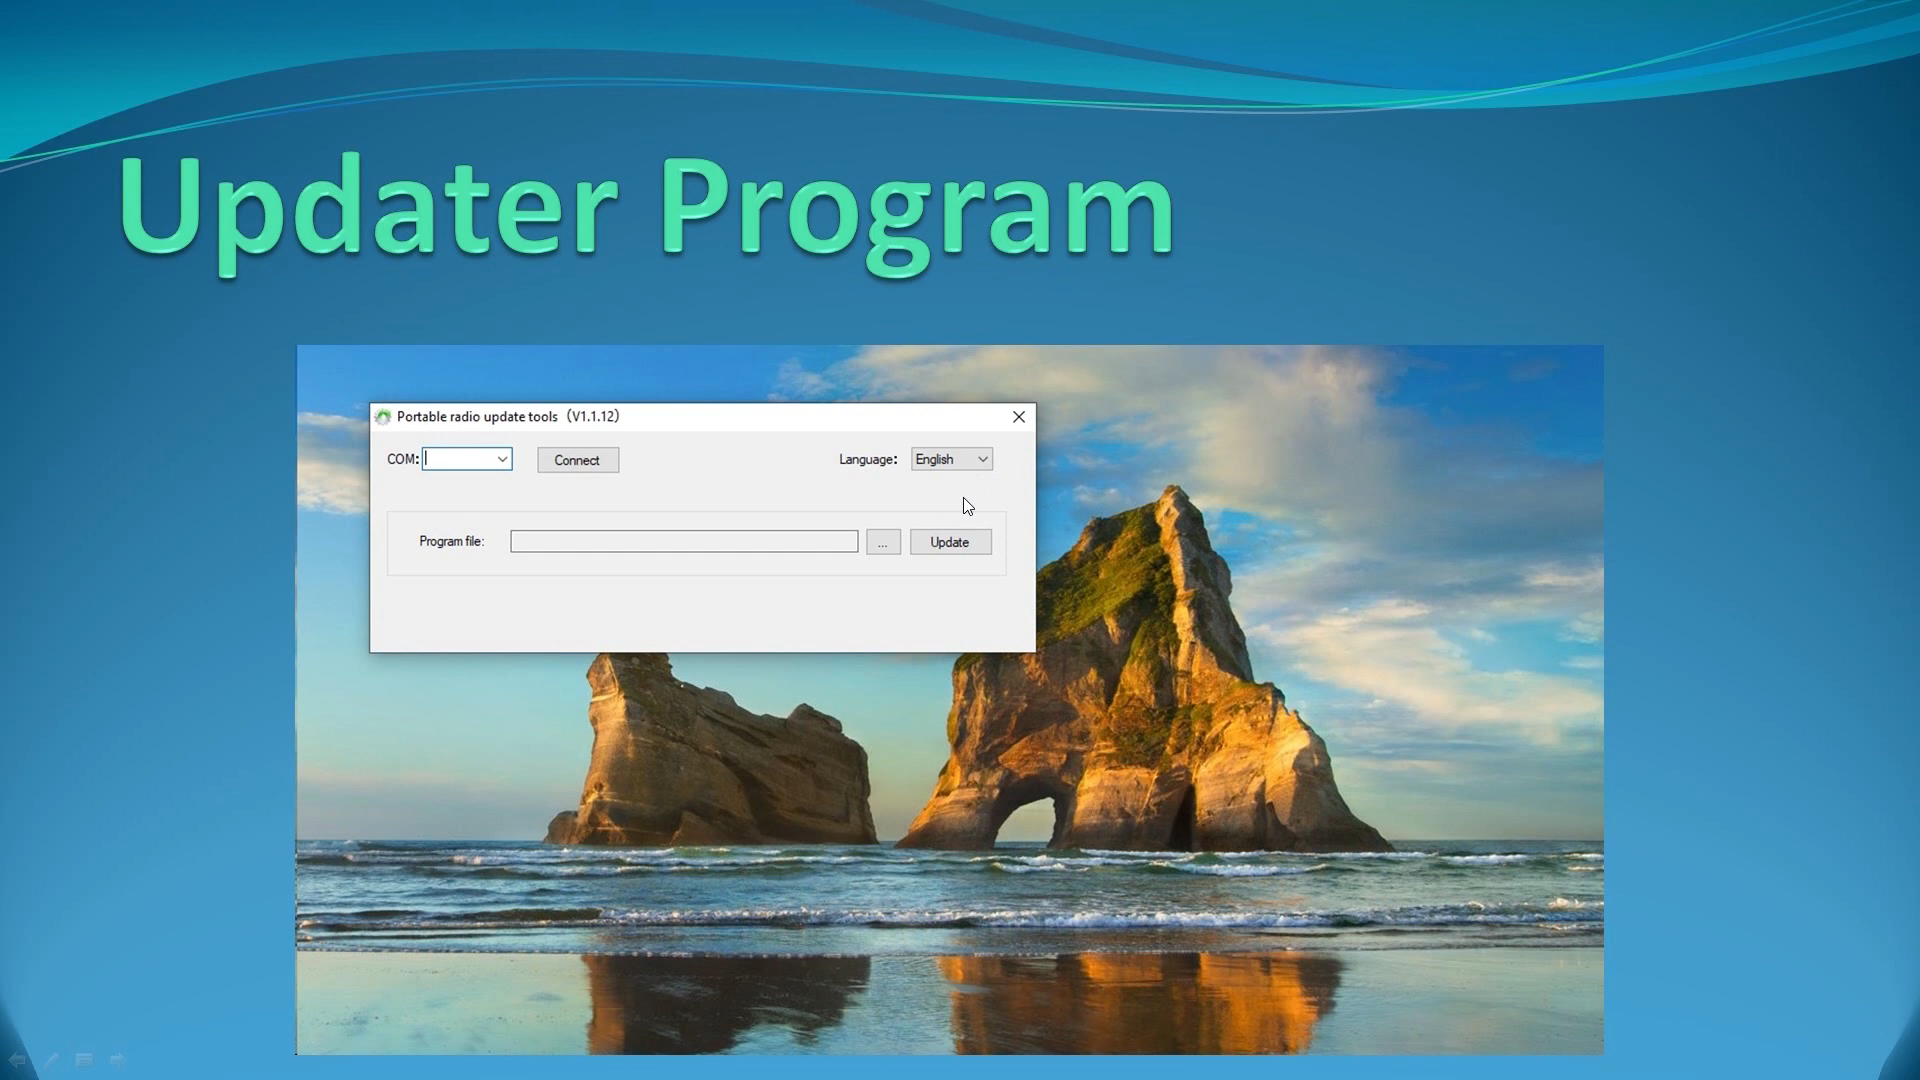 Updater Program
Portable radio update tools（V1.1.12）
COM: Connect Language: English
Program file: ... Update